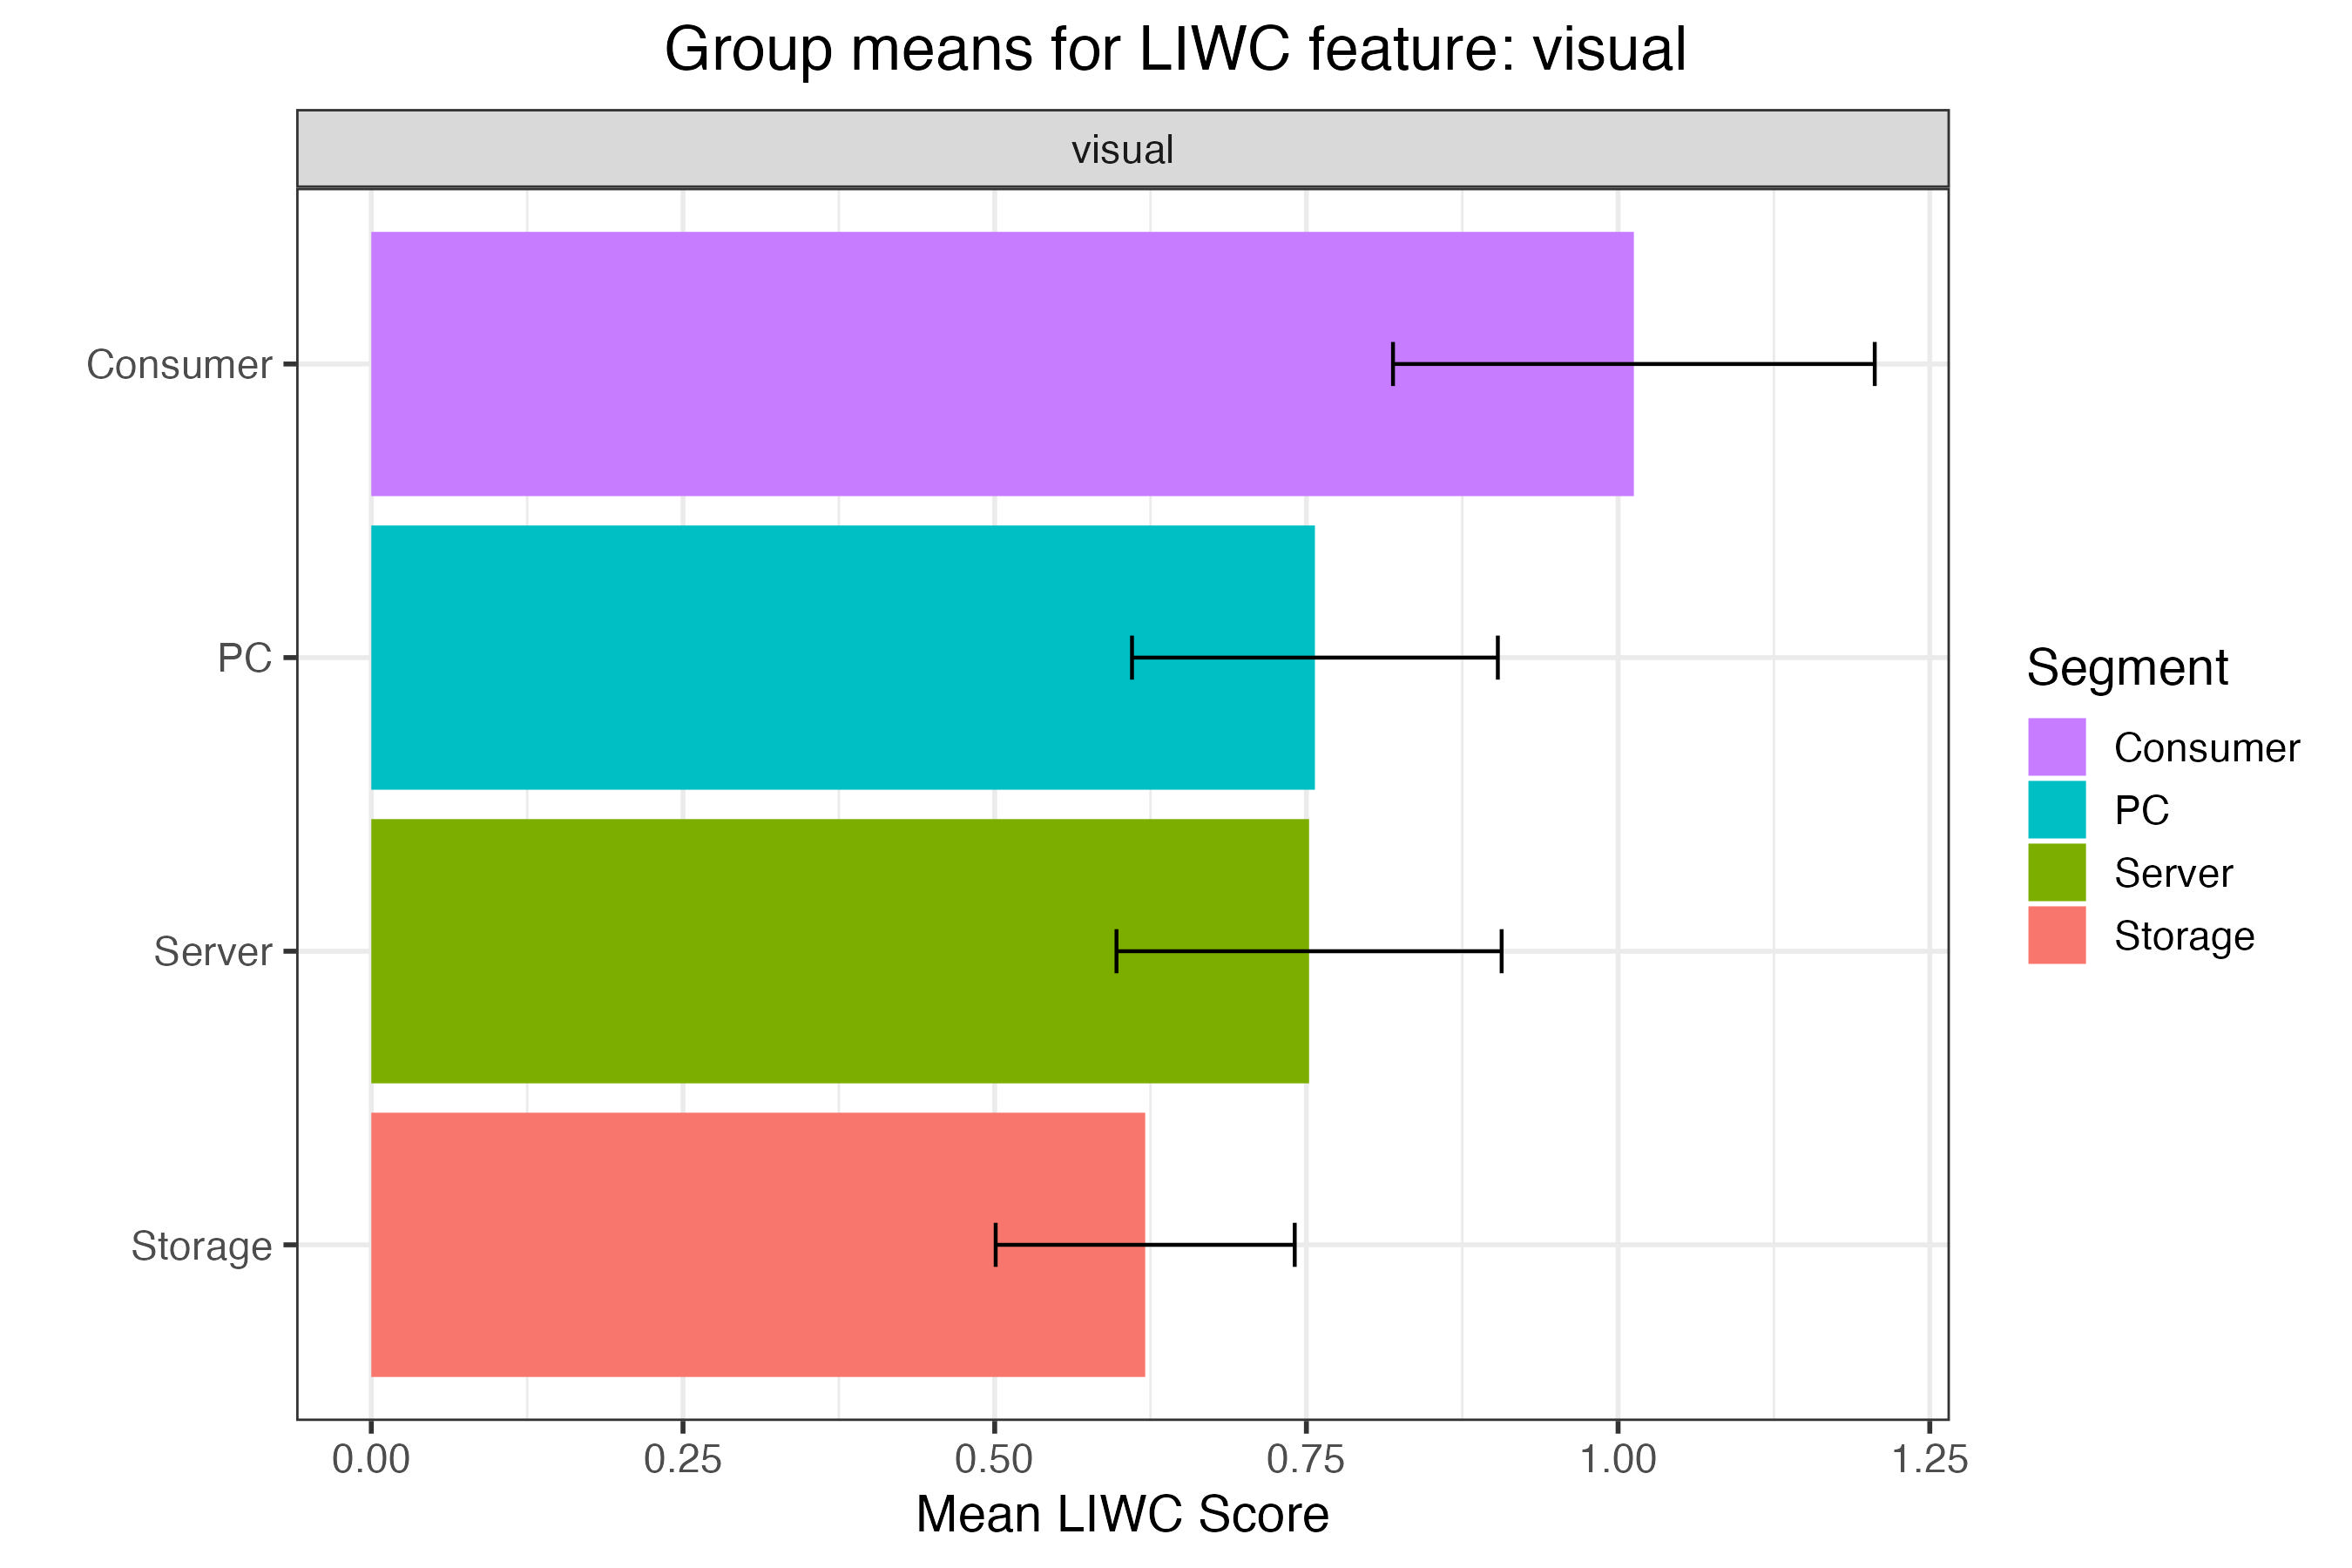 Group means for LIWC feature: visual
visual
Consumer
PC
Server
Storage
0.00 0.25 0.50 0.75 1.00 1.25
Mean LIWC Score
Segment
Consumer
PC
Server
Storage